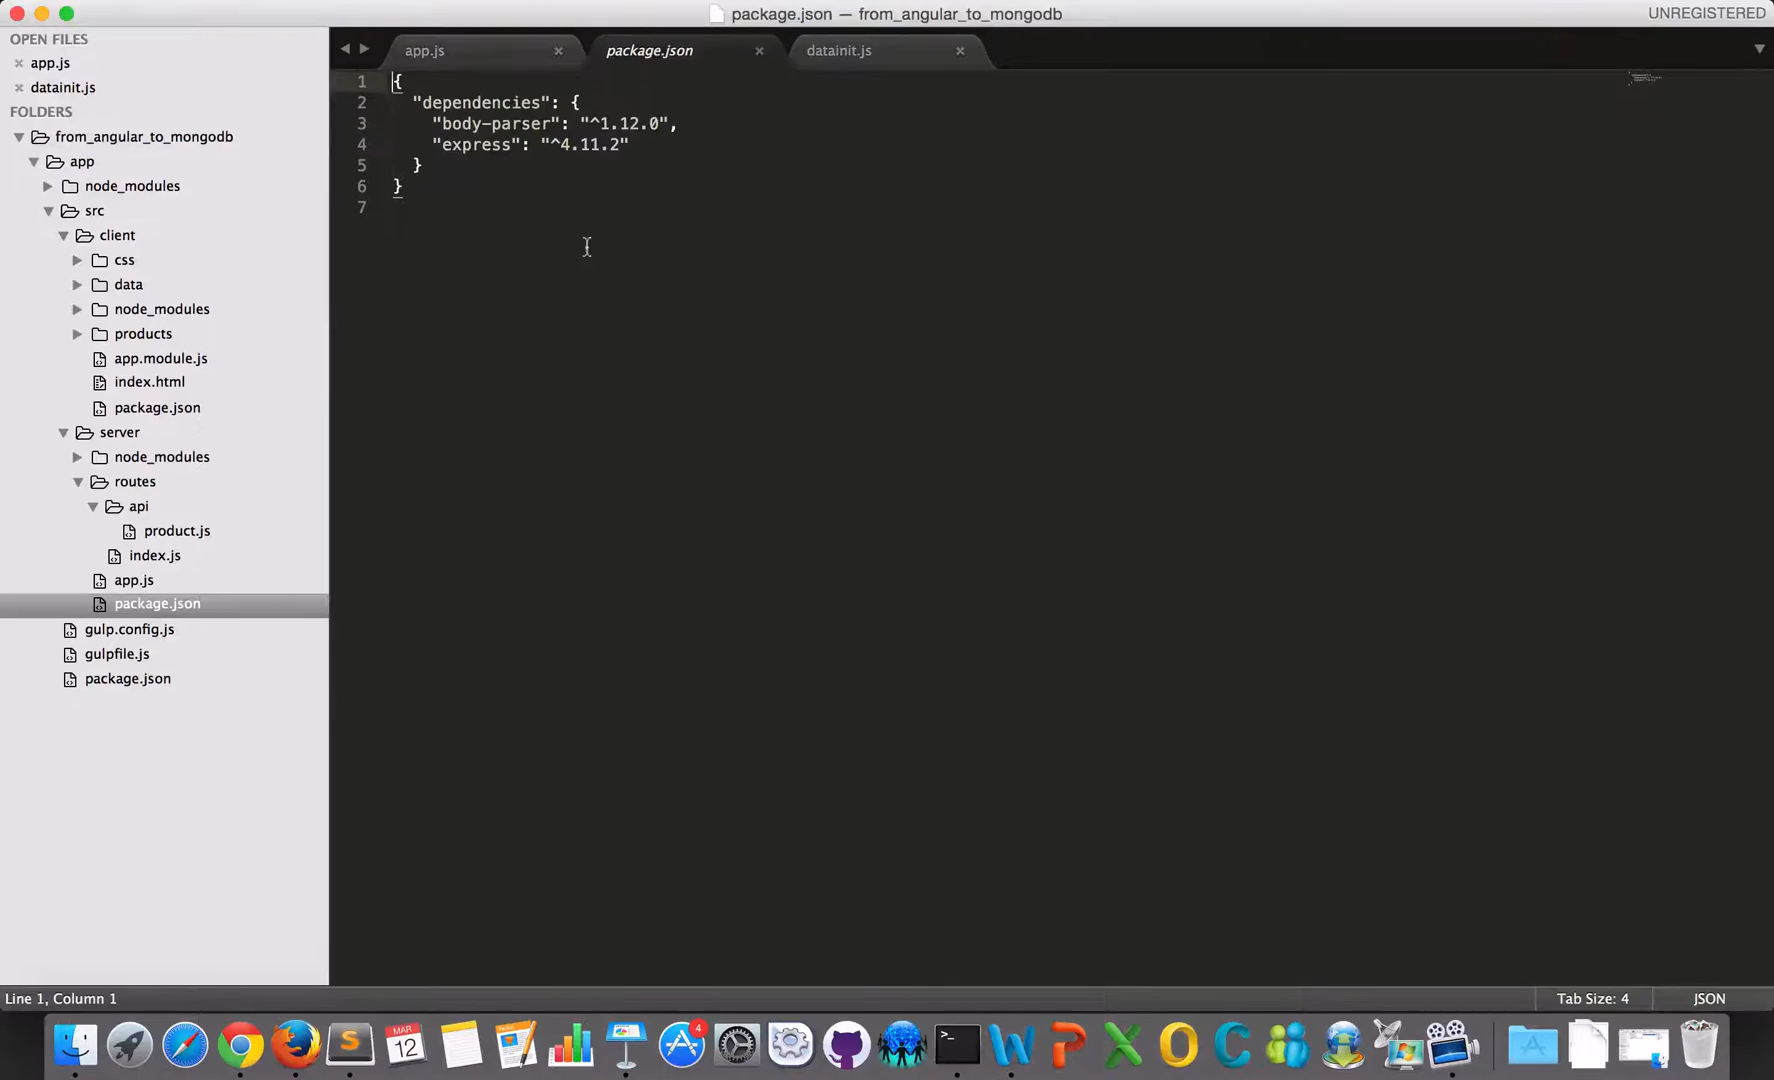 package.json — from_angular_to_mongodb
UNREGISTERED
OPEN FILES
app.js
datainit.js
FOLDERS
from_angular_to_mongodb
app
node_modules
src
client
css
data
node_modules
products
app.module.js
index.html
package.json
server
node_modules
routes
api
product.js
index.js
app.js
package.json
gulp.config.js
gulpfile.js
package.json
app.js
package.json
datainit.js
1 {
2 "dependencies": {
3 "body-parser": "^1.12.0",
4 "express": "^4.11.2"
5 }
6 }
7
Line 1, Column 1
Tab Size: 4
JSON
MAR
12
4